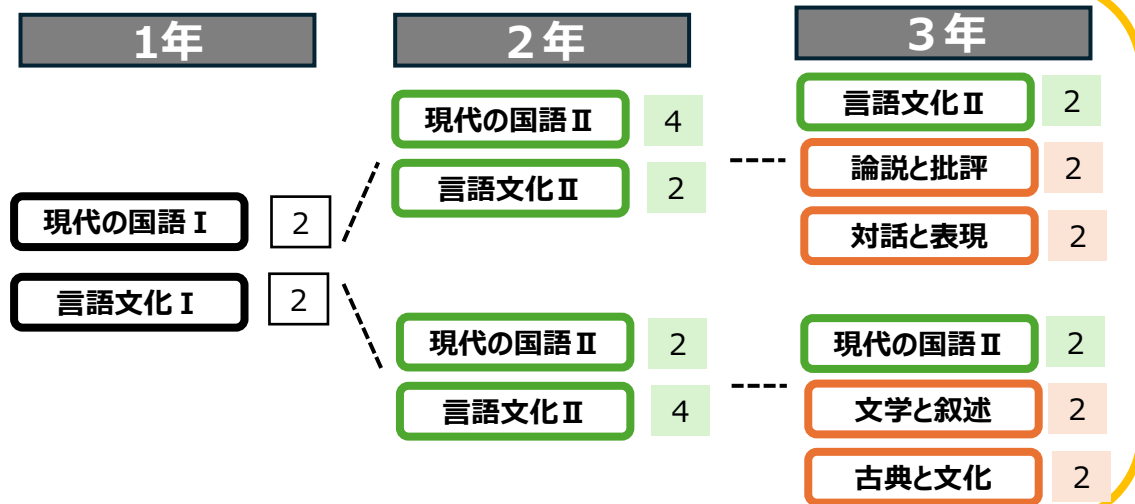 1年
現代の国語Ⅰ 2
言語文化Ⅰ 2
２年
現代の国語Ⅱ 4
言語文化Ⅱ 2
現代の国語Ⅱ 2
言語文化Ⅱ 4
３年
言語文化Ⅱ 2
論説と批評 2
対話と表現 2
現代の国語Ⅱ 2
文学と叙述 2
古典と文化 2